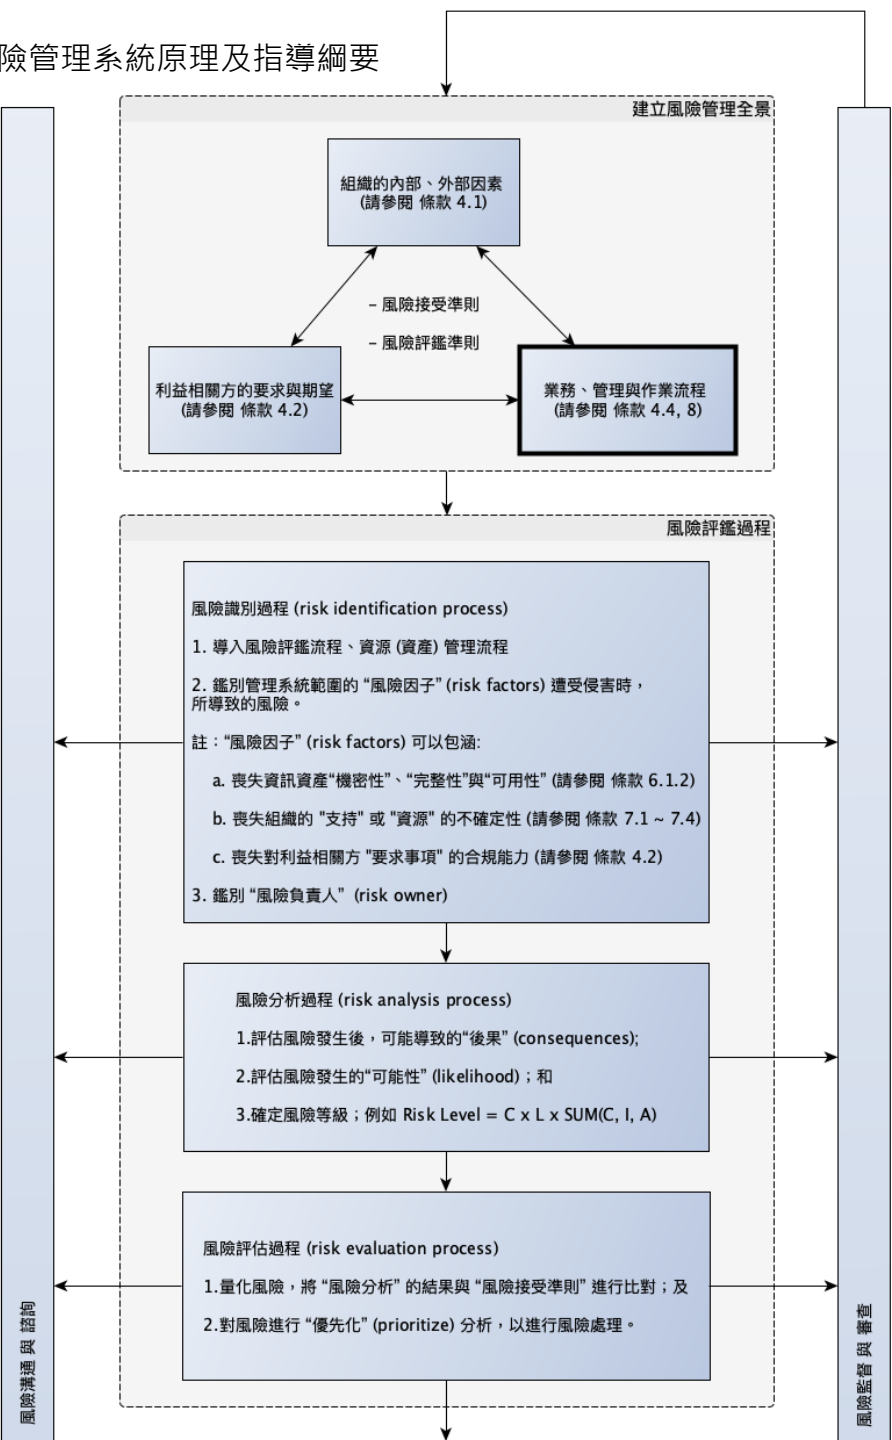 險管理系統原理及指導綱要
建立風險管理全景
組織的內部、外部因素
(請參閱 條款 4.1)
– 風險接受準則
– 風險評鑑準則
利益相關方的要求與期望
(請參閱 條款 4.2)
業務、管理與作業流程
(請參閱 條款 4.4, 8)
風險評鑑過程
風險識別過程 (risk identification process)
1. 導入風險評鑑流程、資源 (資產) 管理流程
2. 鑑別管理系統範圍的 “風險因子” (risk factors) 遭受侵害時，
所導致的風險。
註：“風險因子” (risk factors) 可以包涵:
a. 喪失資訊資產“機密性”、“完整性”與“可用性” (請參閱 條款 6.1.2)
b. 喪失組織的 "支持" 或 "資源" 的不確定性 (請參閱 條款 7.1 ~ 7.4)
c. 喪失對利益相關方 "要求事項" 的合規能力 (請參閱 條款 4.2)
3. 鑑別 “風險負責人” (risk owner)
風險分析過程 (risk analysis process)
1.評估風險發生後，可能導致的“後果” (consequences);
2.評估風險發生的“可能性” (likelihood)；和
3.確定風險等級；例如 Risk Level = C x L x SUM(C, I, A)
風險評估過程 (risk evaluation process)
1.量化風險，將 “風險分析” 的結果與 “風險接受準則” 進行比對；及
2.對風險進行 “優先化” (prioritize) 分析，以進行風險處理。
風險溝通 與 諮詢
風險監督 與 審查